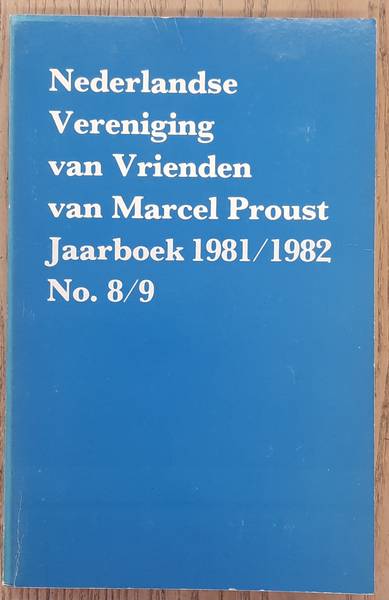 Nederlandse
Vereniging
van Vrienden
van Marcel Proust
Jaarboek 1981/1982
No. 8/9